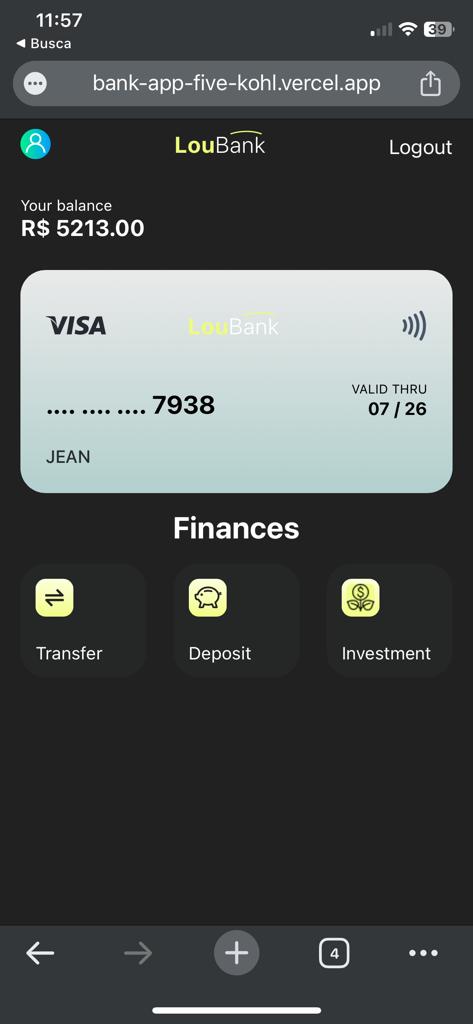 11:57
39
◀ Busca
bank-app-five-kohl.vercel.app
LouBank
Logout
Your balance
R$ 5213.00
VISA
LouBank
.... .... .... 7938
VALID THRU
07 / 26
JEAN
Finances
Transfer
Deposit
Investment
4